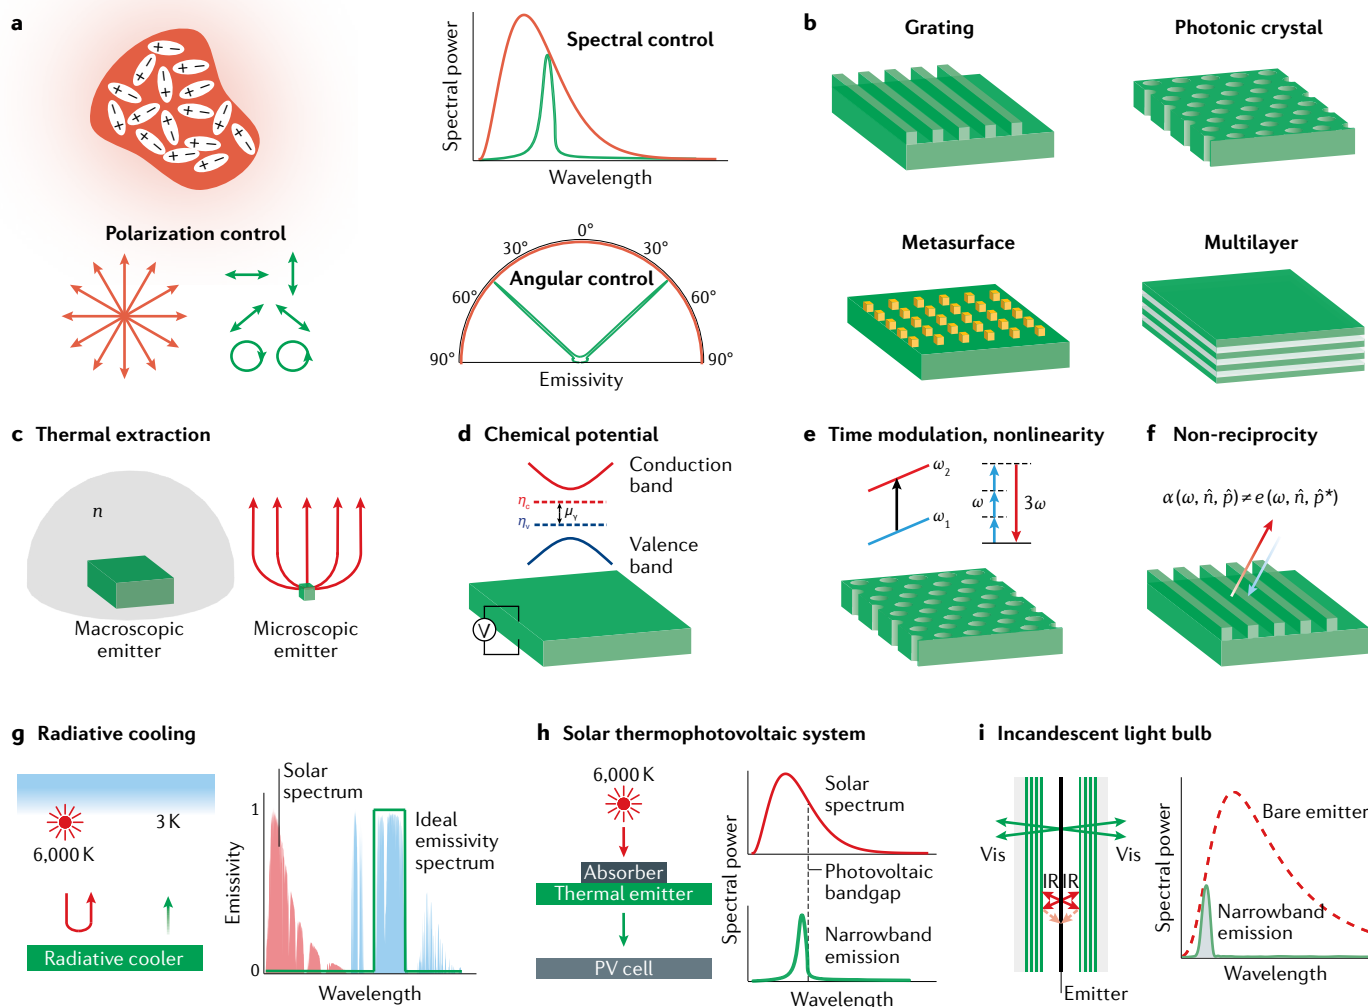 a
+ −
Spectral power
Spectral control
Wavelength
Polarization control
90°
60°
30°
0°
30°
60°
90°
Angular control
Emissivity
b
Grating
Photonic crystal
Metasurface
Multilayer
c Thermal extraction
n
Macroscopic
emitter
Microscopic
emitter
d Chemical potential
Conduction
band
η_c
μ_γ
η_v
Valence
band
V
e Time modulation, nonlinearity
ω₂
ω₁
ω
3ω
f Non-reciprocity
α(ω, n̂, p̂) ≠ e(ω, n̂, p̂*)
g Radiative cooling
3 K
6,000 K
Radiative cooler
Emissivity
1
0
Solar
spectrum
Ideal
emissivity
spectrum
Wavelength
h Solar thermophotovoltaic system
6,000 K
Absorber
Thermal emitter
PV cell
Spectral power
Solar
spectrum
Photovoltaic
bandgap
Narrowband
emission
Wavelength
i Incandescent light bulb
Vis
Vis
IR
IR
Emitter
Spectral power
Bare emitter
Narrowband
emission
Wavelength